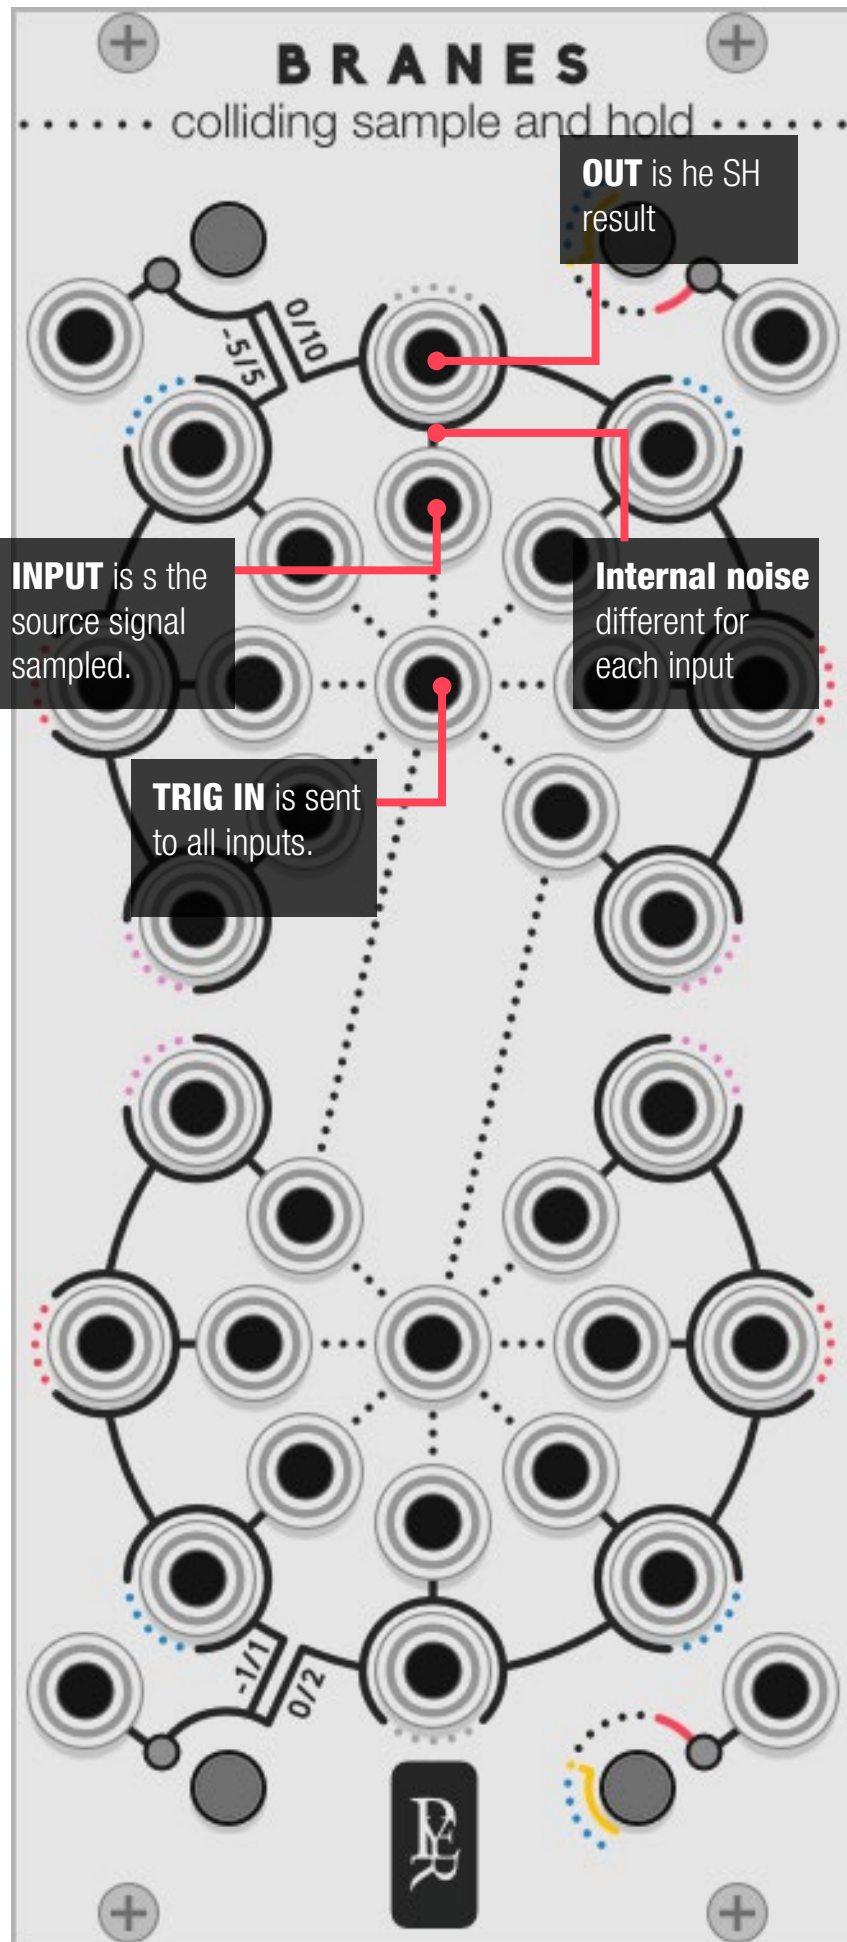 BRANES
colliding sample and hold
OUT is he SH
result
0/10
-5/5
INPUT is s the
source signal
sampled.
Internal noise
different for
each input
TRIG IN is sent
to all inputs.
-1/1
0/2
PYER